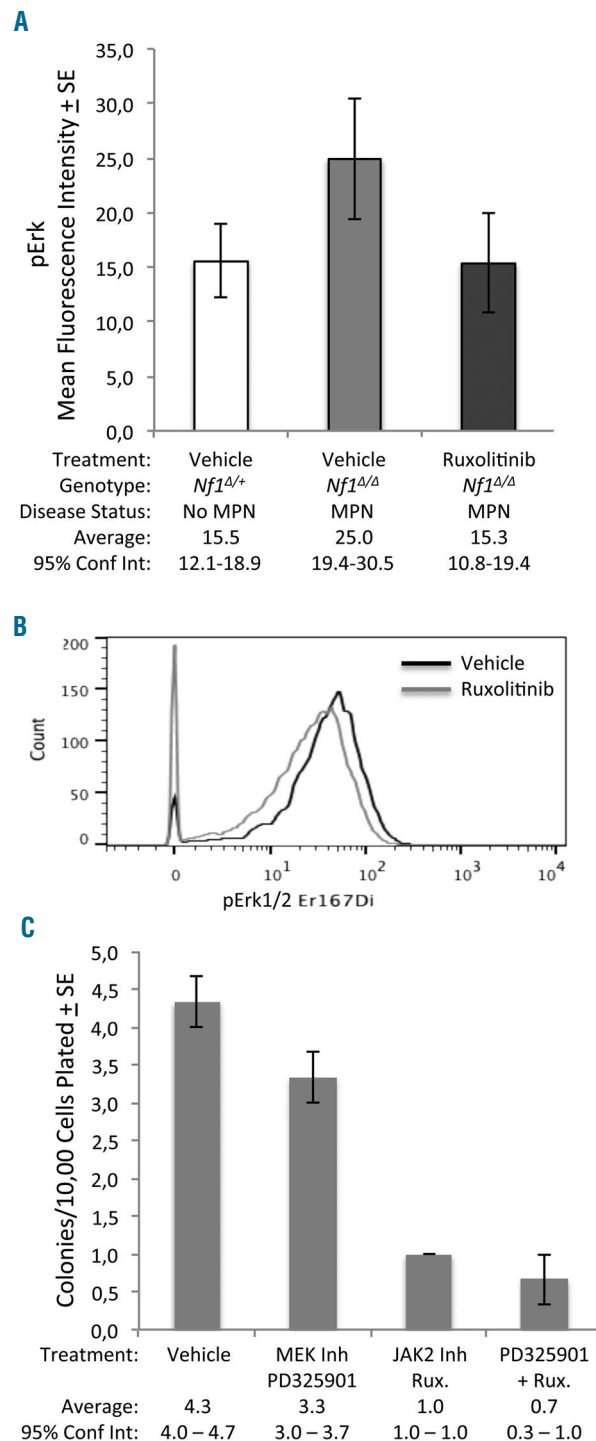 A
pErk
Mean Fluorescence Intensity ± SE
35,0
30,0
25,0
20,0
15,0
10,0
5,0
0,0
Treatment: Vehicle Vehicle Ruxolitinib
Genotype: Nf1Δ/+ Nf1Δ/Δ Nf1Δ/Δ
Disease Status: No MPN MPN MPN
Average: 15.5 25.0 15.3
95% Conf Int: 12.1-18.9 19.4-30.5 10.8-19.4
B
Count
200
150
100
50
0
Vehicle
Ruxolitinib
0 10¹ 10² 10³ 10⁴
pErk1/2 Er167Di
C
Colonies/10,00 Cells Plated ± SE
5,0
4,5
4,0
3,5
3,0
2,5
2,0
1,5
1,0
0,5
0,0
Treatment: Vehicle MEK Inh JAK2 Inh PD325901
PD325901 Rux. + Rux.
Average: 4.3 3.3 1.0 0.7
95% Conf Int: 4.0 – 4.7 3.0 – 3.7 1.0 – 1.0 0.3 – 1.0